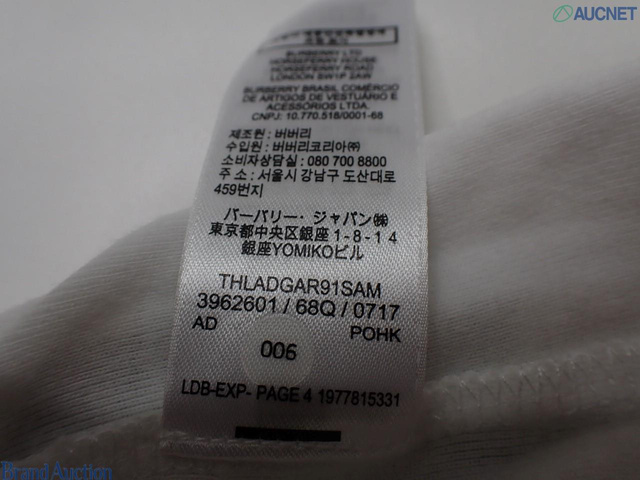 AUCNET
BURBERRY LTD
HORSEFERRY HOUSE
HORSEFERRY ROAD
LONDON SW1P 2AW
BURBERRY BRASIL COMÉRCIO
DE ARTIGOS DE VESTUÁRIO E
ACESSORIOS LTDA.
CNPJ: 10.770.518/0001-68
제조원 : 버버리
수입원 : 버버리코리아㈜
소비자상담실 : 080 700 8800
주 소 : 서울시 강남구 도산대로
459번지
バーバリー・ジャパン㈱
東京都中央区銀座1-8-14
銀座YOMIKOビル
THLADGAR91SAM
3962601 / 68Q / 0717
AD POHK
006
LDB-EXP- PAGE 4 1977815331
Brand Auction